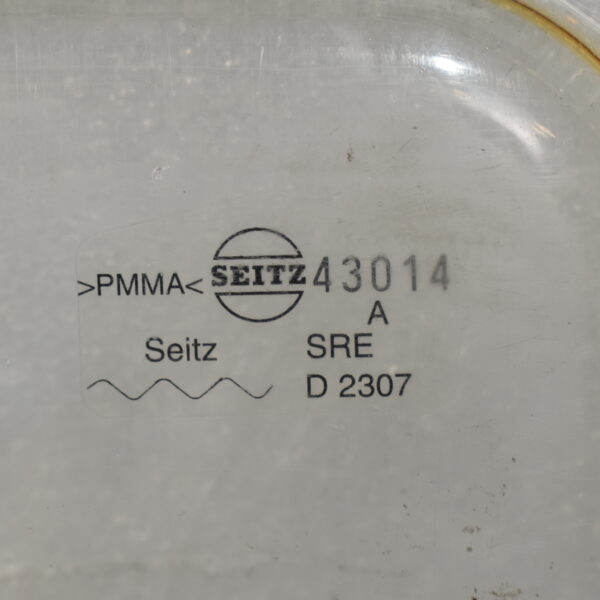 >PMMA< SEITZ 43014
A
Seitz SRE
D 2307